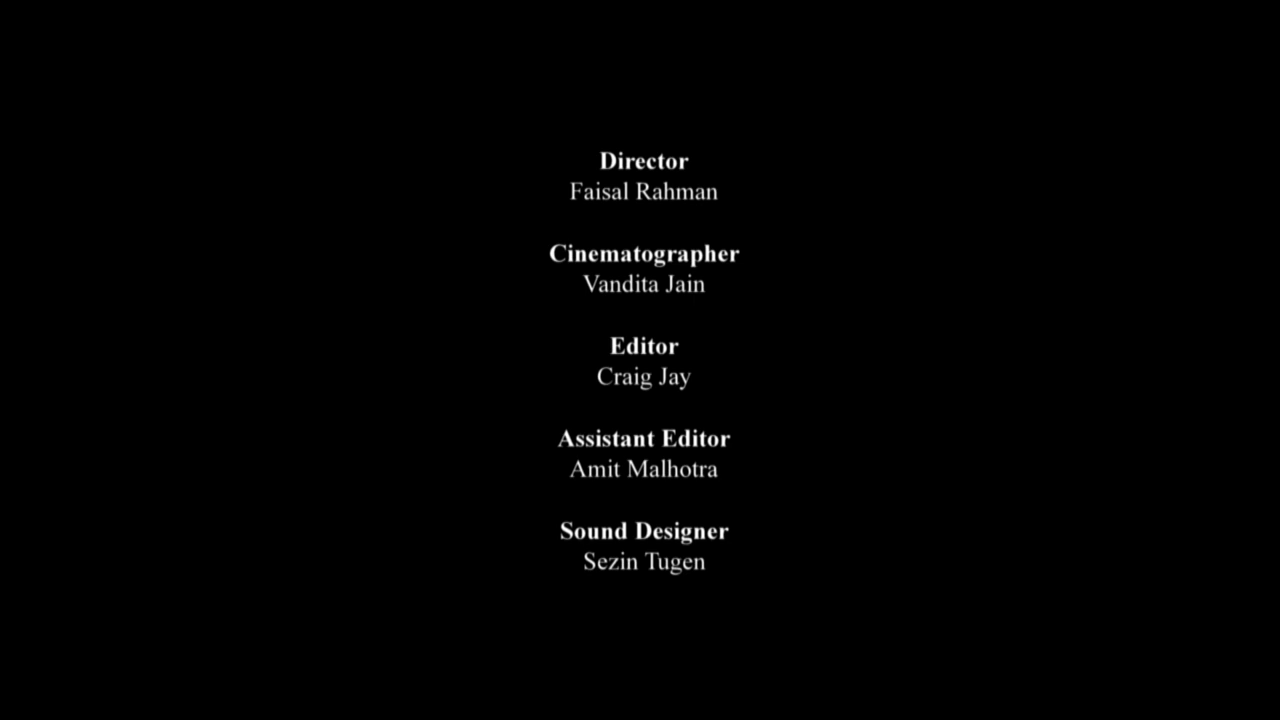 Director
Faisal Rahman
Cinematographer
Vandita Jain
Editor
Craig Jay
Assistant Editor
Amit Malhotra
Sound Designer
Sezin Tugen